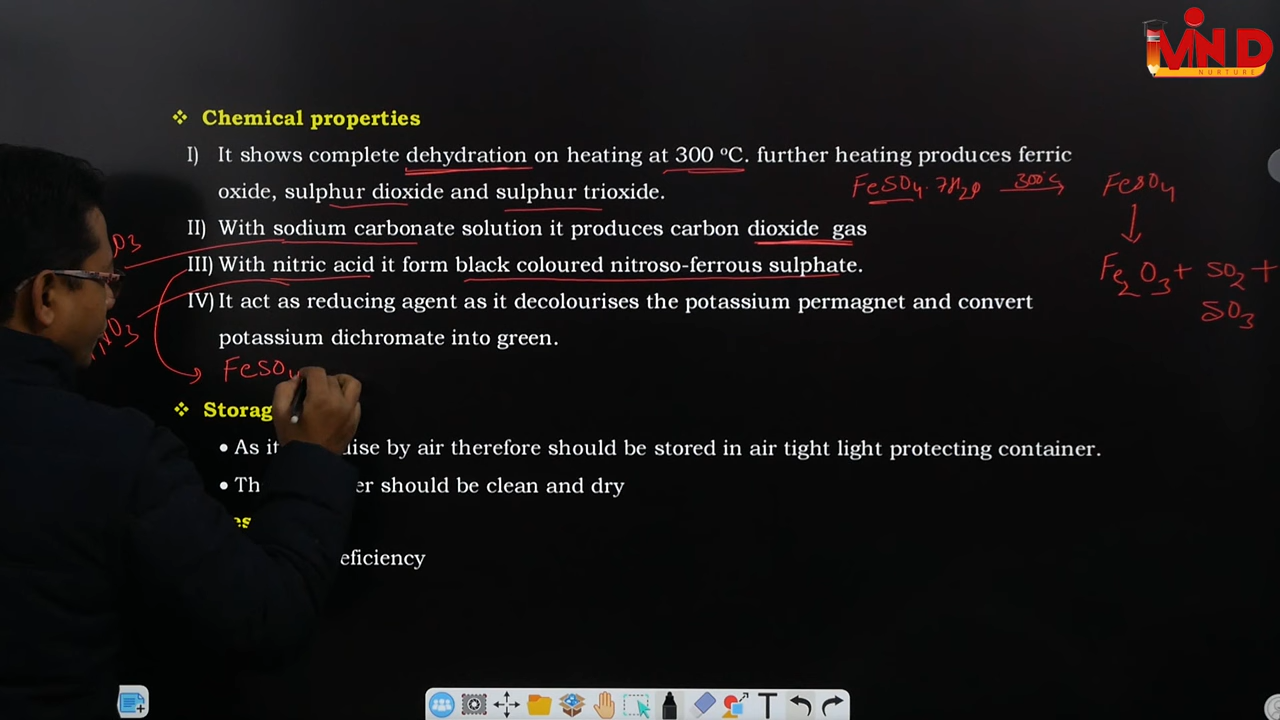 MIND
NURTURE
❖ Chemical properties
I) It shows complete dehydration on heating at 300 ºC. further heating produces ferric
oxide, sulphur dioxide and sulphur trioxide.
FeSO4. 7H2O 300°C FeSO4
II) With sodium carbonate solution it produces carbon dioxide gas
III) With nitric acid it form black coloured nitroso-ferrous sulphate.
Fe2O3 + SO2 +
SO3
IV) It act as reducing agent as it decolourises the potassium permagnet and convert
potassium dichromate into green.
FeSO4
❖ Storag
• As it by air therefore should be stored in air tight light protecting container.
• Th should be clean and dry
eficiency
T